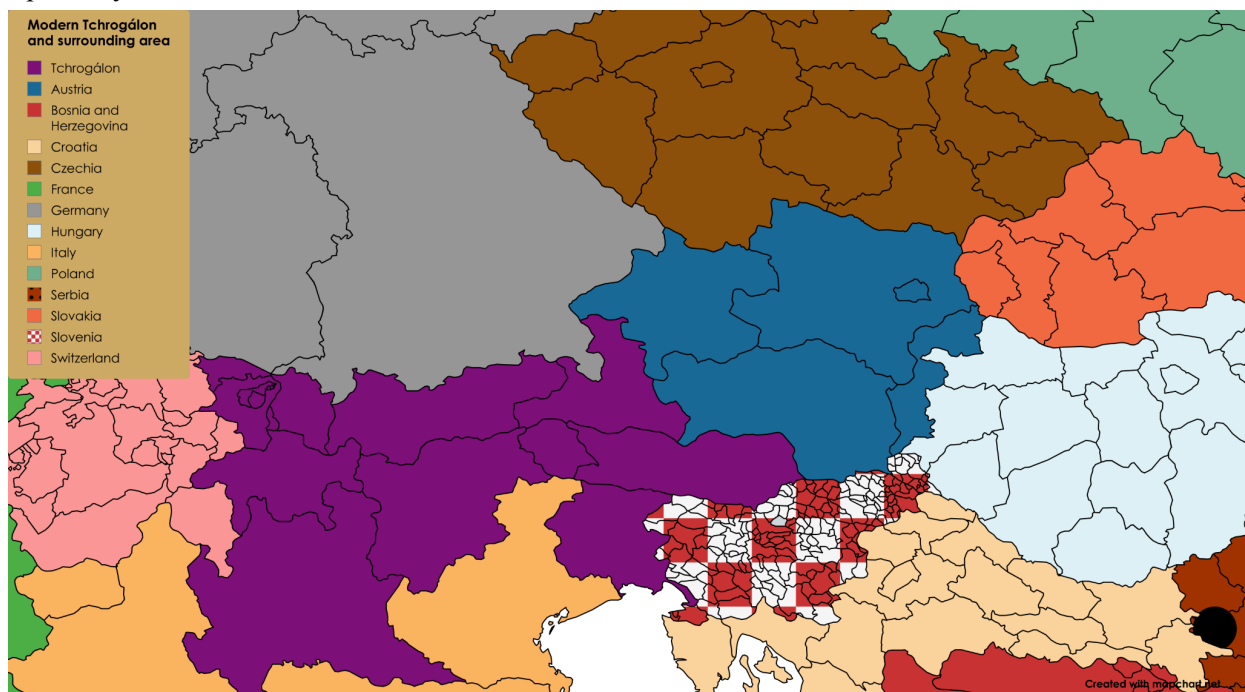 Modern Tchrogálon
and surrounding area
Tchrogálon
Austria
Bosnia and
Herzegovina
Croatia
Czechia
France
Germany
Hungary
Italy
Poland
Serbia
Slovakia
Slovenia
Switzerland
Created with mapchart.net